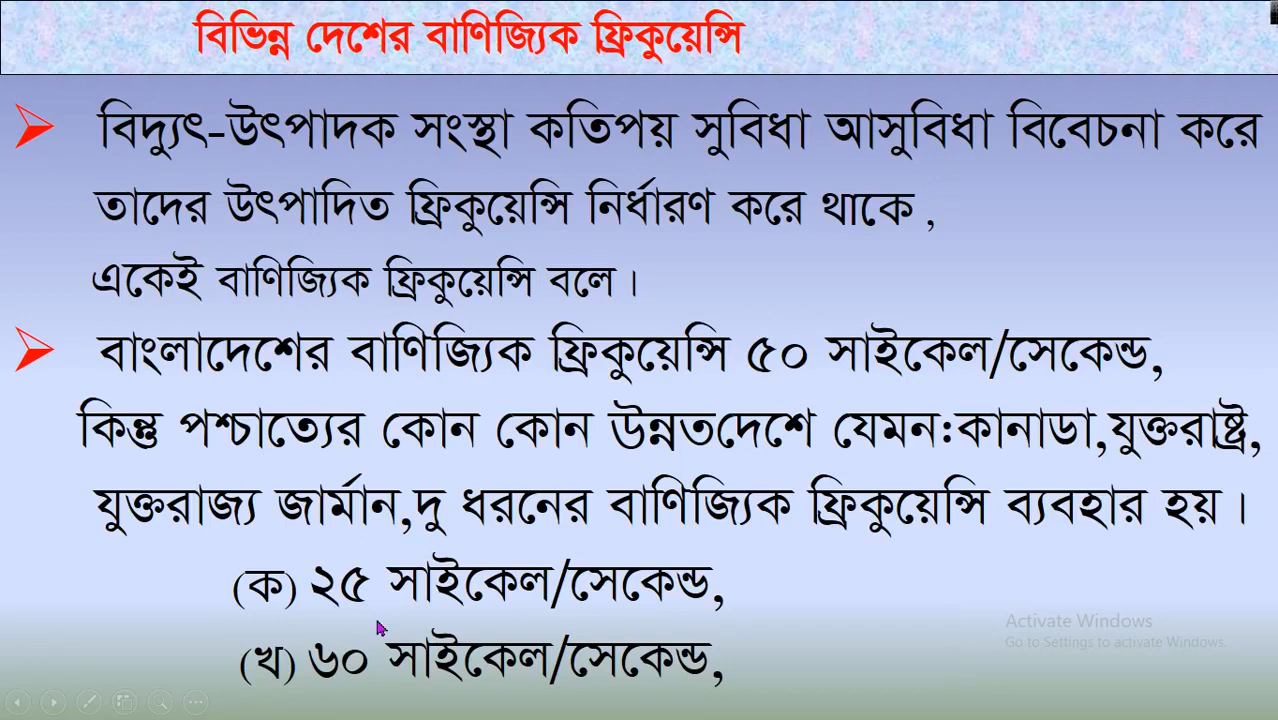 বিভিন্ন দেশের বাণিজ্যিক ফ্রিকুয়েন্সি
বিদ্যুৎ-উৎপাদক সংস্থা কতিপয় সুবিধা আসুবিধা বিবেচনা করে
তাদের উৎপাদিত ফ্রিকুয়েন্সি নির্ধারণ করে থাকে ,
একেই বাণিজ্যিক ফ্রিকুয়েন্সি বলে ।
বাংলাদেশের বাণিজ্যিক ফ্রিকুয়েন্সি ৫০ সাইকেল/সেকেন্ড,
কিন্তু পশ্চাত্যের কোন কোন উন্নতদেশে যেমন:কানাডা,যুক্তরাষ্ট্র,
যুক্তরাজ্য জার্মান,দু ধরনের বাণিজ্যিক ফ্রিকুয়েন্সি ব্যবহার হয় ।
(ক) ২৫ সাইকেল/সেকেন্ড,
(খ) ৬০ সাইকেল/সেকেন্ড,
Activate Windows
Go to Settings to activate Windows.